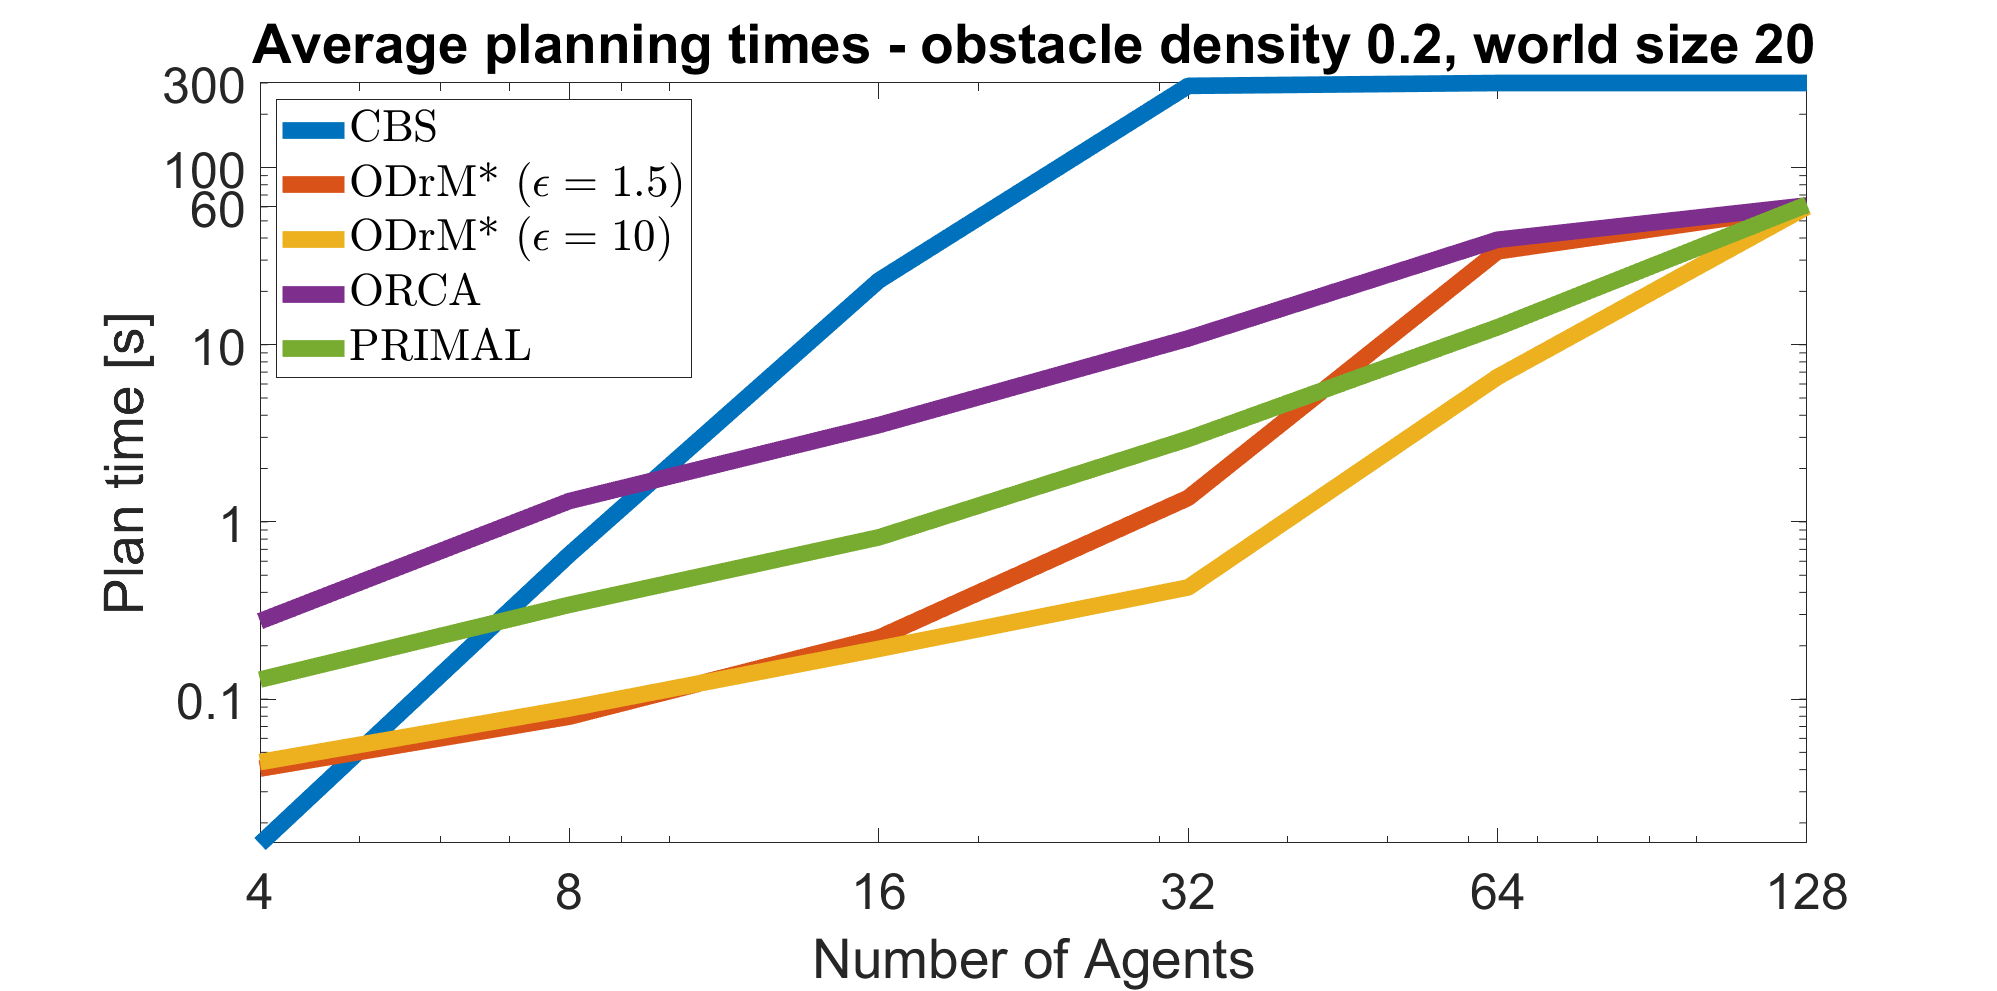 Average planning times - obstacle density 0.2, world size 20
300
100
60
10
1
0.1
Plan time [s]
CBS
ODrM* (ϵ = 1.5)
ODrM* (ϵ = 10)
ORCA
PRIMAL
4 8 16 32 64 128
Number of Agents